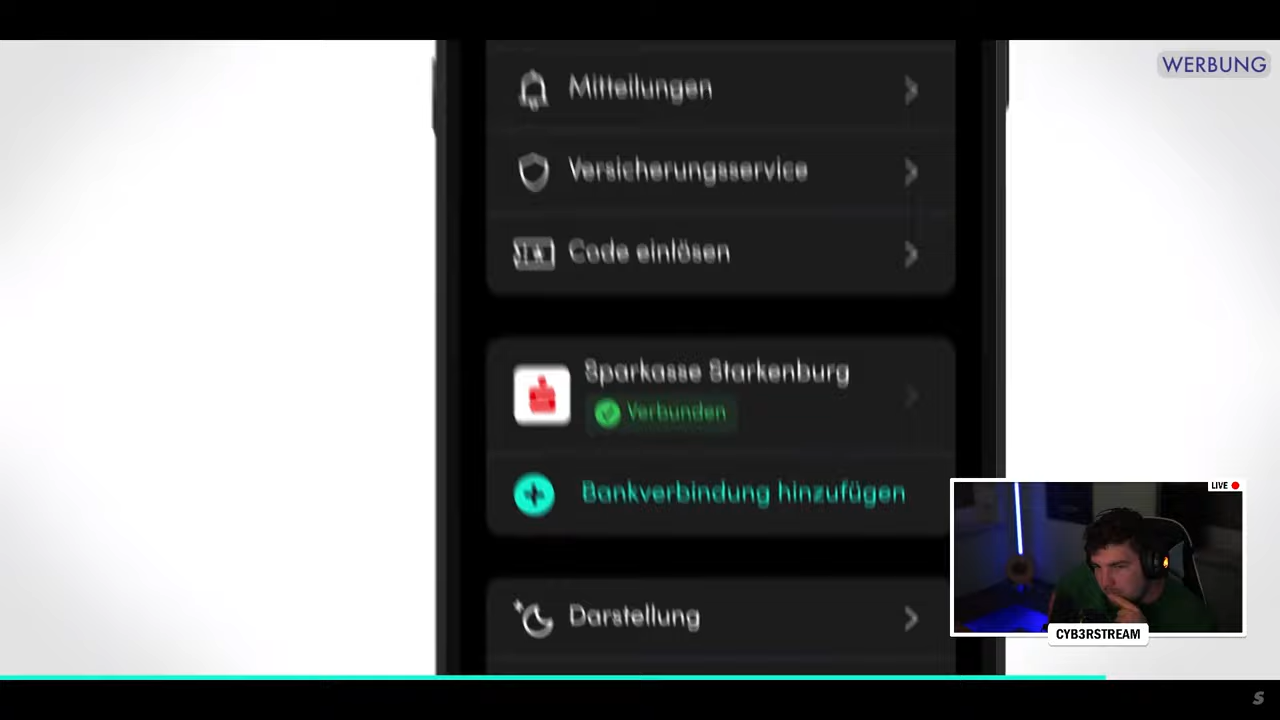 WERBUNG
Mitteilungen
Versicherungsservice
Code einlösen
Sparkasse Starkenburg
Verbunden
Bankverbindung hinzufügen
LIVE
Darstellung
CYB3RSTREAM
S